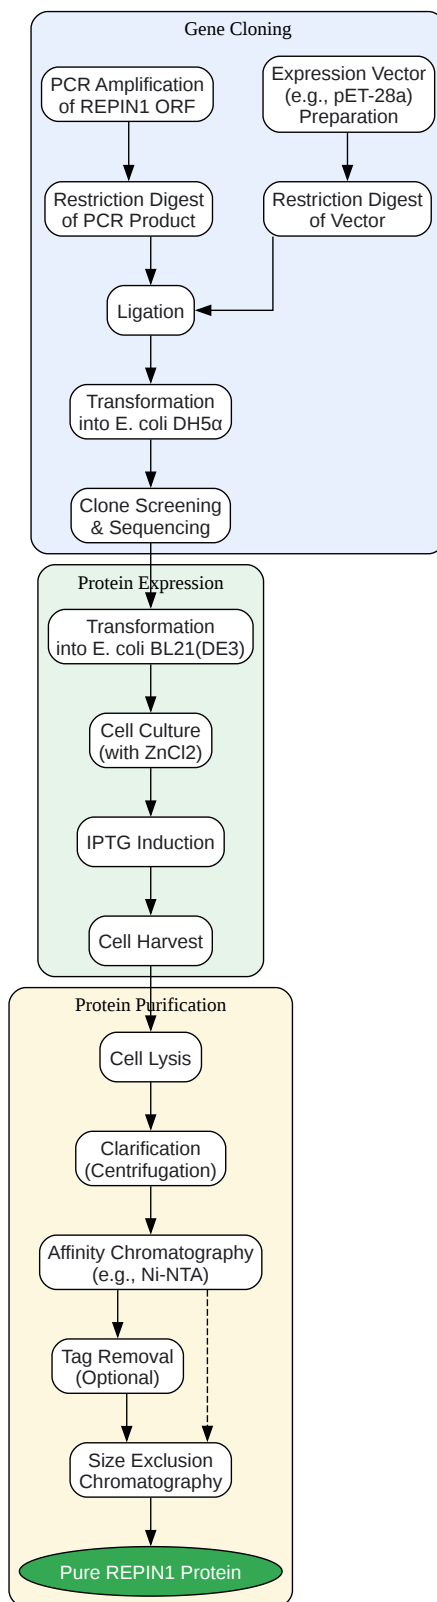 Gene Cloning
PCR Amplification
of REPIN1 ORF
Expression Vector
(e.g., pET-28a)
Preparation
Restriction Digest
of PCR Product
Restriction Digest
of Vector
Ligation
Transformation
into E. coli DH5α
Clone Screening
& Sequencing
Protein Expression
Transformation
into E. coli BL21(DE3)
Cell Culture
(with ZnCl2)
IPTG Induction
Cell Harvest
Protein Purification
Cell Lysis
Clarification
(Centrifugation)
Affinity Chromatography
(e.g., Ni-NTA)
Tag Removal
(Optional)
Size Exclusion
Chromatography
Pure REPIN1 Protein